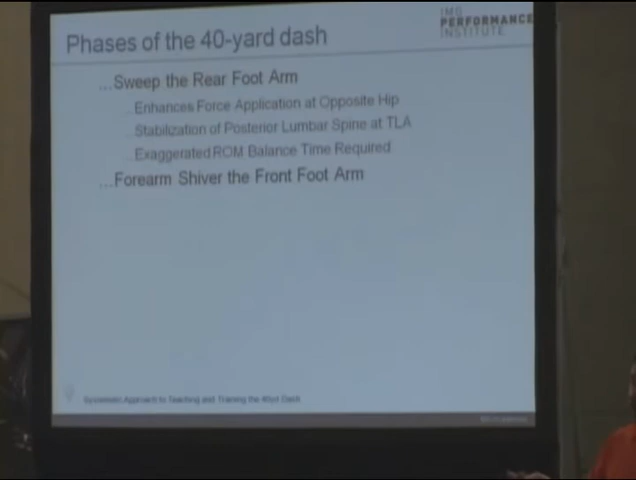 IMG
PERFORMANCE
INSTITUTE
Phases of the 40-yard dash
...Sweep the Rear Foot Arm
Enhances Force Application at Opposite Hip
Stabilization of Posterior Lumbar Spine at TLA
Exaggerated ROM Balance Time Required
...Forearm Shiver the Front Foot Arm
Systematic Approach to Teaching and Training the 40yd Dash